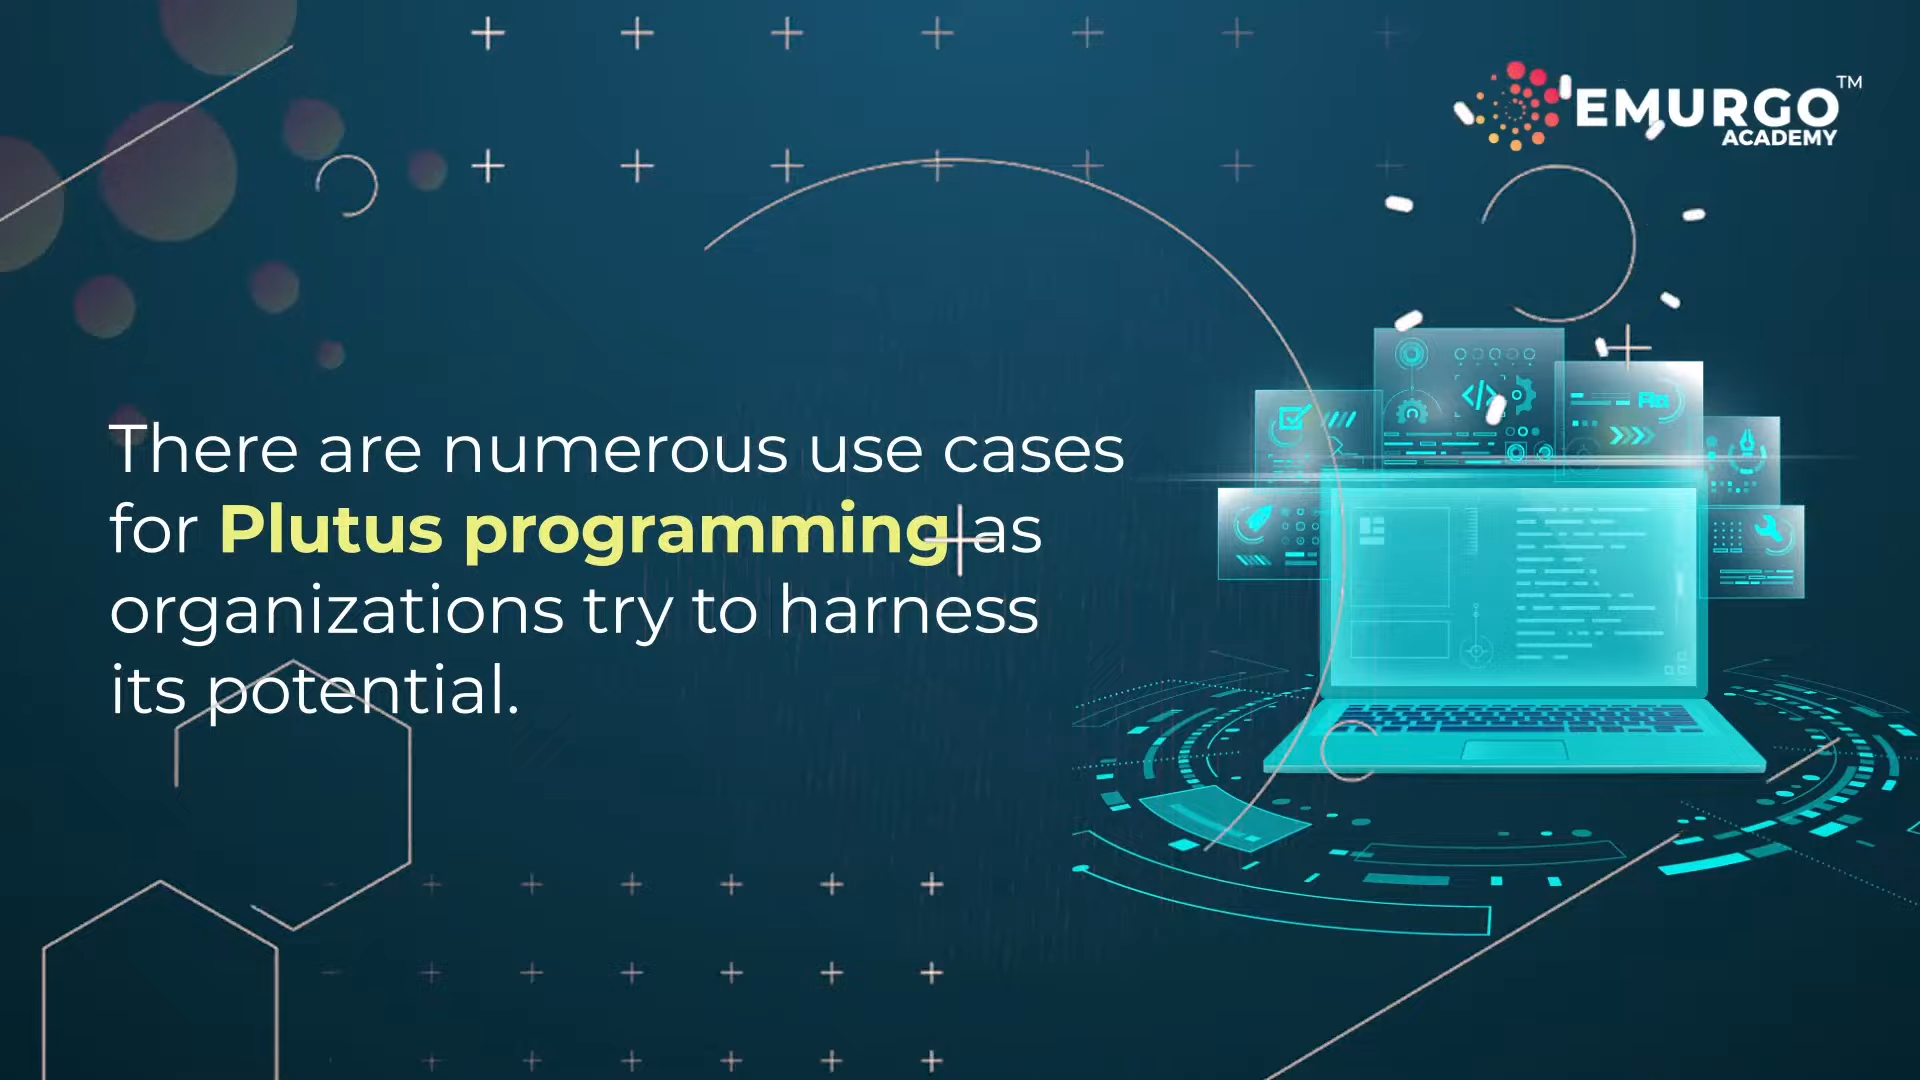 EMURGO™
ACADEMY
There are numerous use cases
for Plutus programming as
organizations try to harness
its potential.